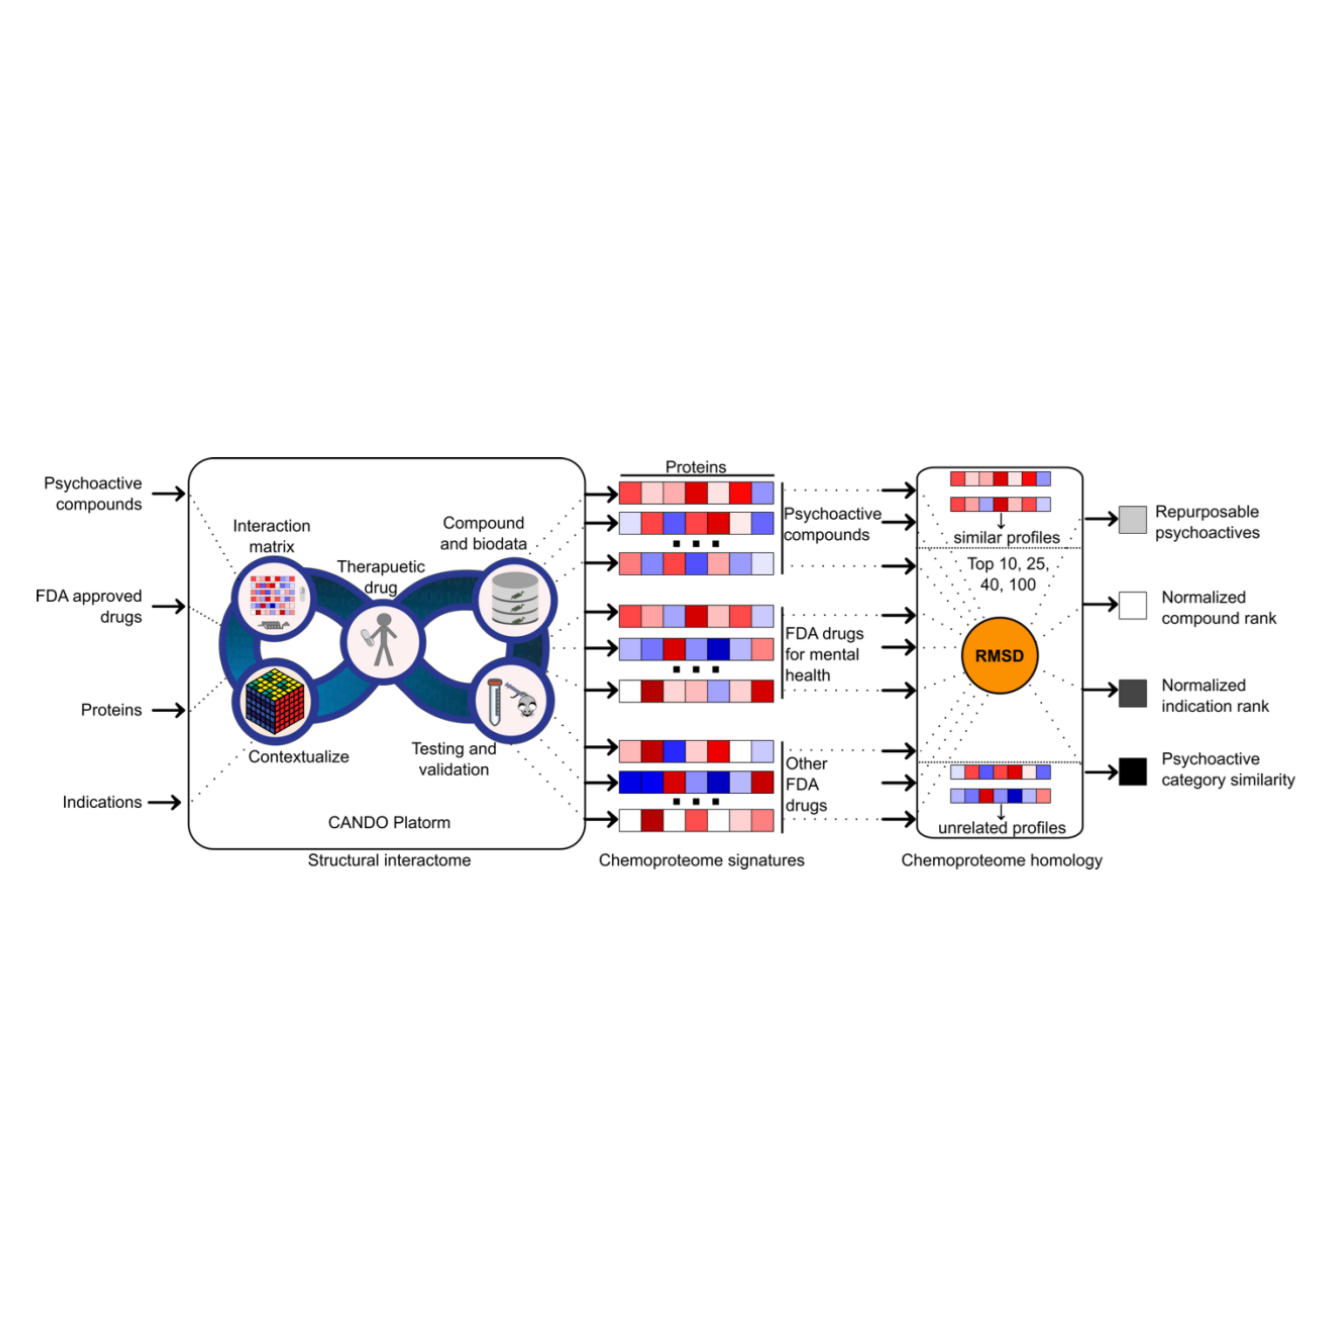 Psychoactive
compounds
FDA approved
drugs
Proteins
Indications
Interaction
matrix
Therapuetic
drug
Compound
and biodata
Contextualize
Testing and
validation
CANDO Platorm
Structural interactome
Proteins
Psychoactive
compounds
FDA drugs
for mental
health
Other
FDA
drugs
Chemoproteome signatures
similar profiles
Top 10, 25,
40, 100
RMSD
unrelated profiles
Chemoproteome homology
Repurposable
psychoactives
Normalized
compound rank
Normalized
indication rank
Psychoactive
category similarity